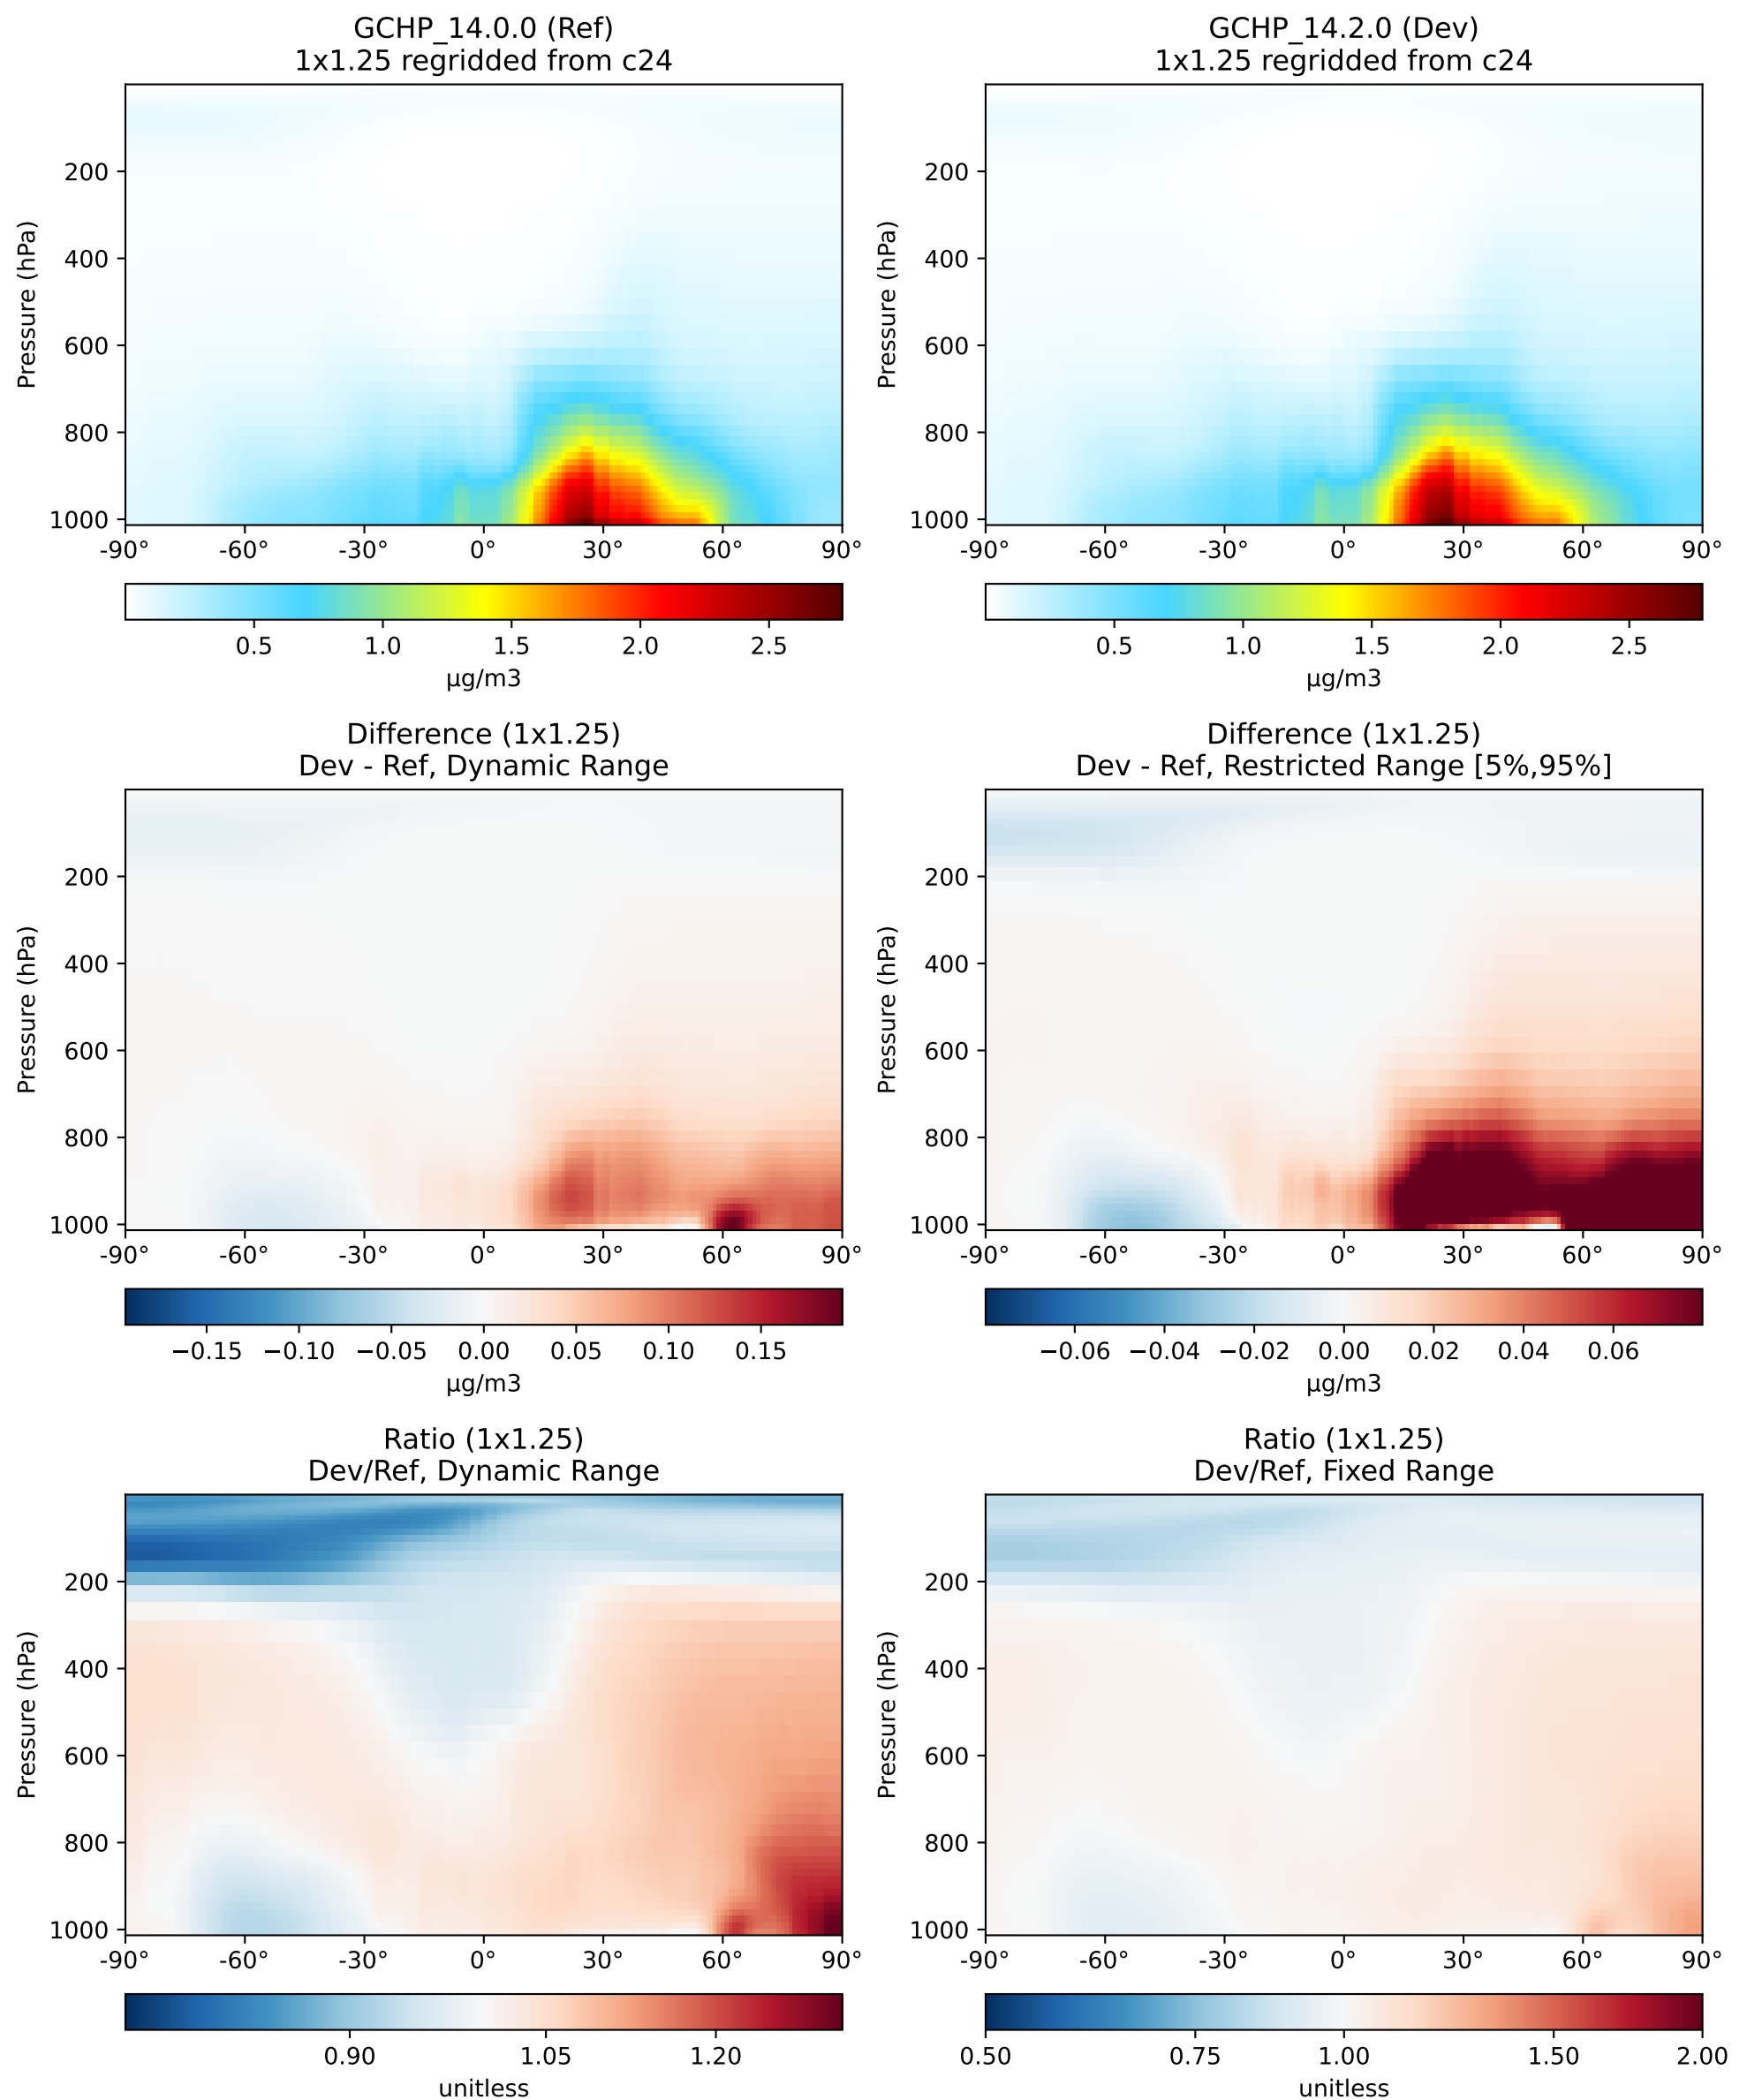 GCHP_14.0.0 (Ref)
1x1.25 regridded from c24
Pressure (hPa)
200
400
600
800
1000
-90° -60° -30° 0° 30° 60° 90°
0.5 1.0 1.5 2.0 2.5
µg/m3
GCHP_14.2.0 (Dev)
1x1.25 regridded from c24
Pressure (hPa)
200
400
600
800
1000
-90° -60° -30° 0° 30° 60° 90°
0.5 1.0 1.5 2.0 2.5
µg/m3
Difference (1x1.25)
Dev - Ref, Dynamic Range
Pressure (hPa)
200
400
600
800
1000
-90° -60° -30° 0° 30° 60° 90°
−0.15 −0.10 −0.05 0.00 0.05 0.10 0.15
µg/m3
Difference (1x1.25)
Dev - Ref, Restricted Range [5%,95%]
Pressure (hPa)
200
400
600
800
1000
-90° -60° -30° 0° 30° 60° 90°
−0.06 −0.04 −0.02 0.00 0.02 0.04 0.06
µg/m3
Ratio (1x1.25)
Dev/Ref, Dynamic Range
Pressure (hPa)
200
400
600
800
1000
-90° -60° -30° 0° 30° 60° 90°
0.90 1.05 1.20
unitless
Ratio (1x1.25)
Dev/Ref, Fixed Range
Pressure (hPa)
200
400
600
800
1000
-90° -60° -30° 0° 30° 60° 90°
0.50 0.75 1.00 1.50 2.00
unitless